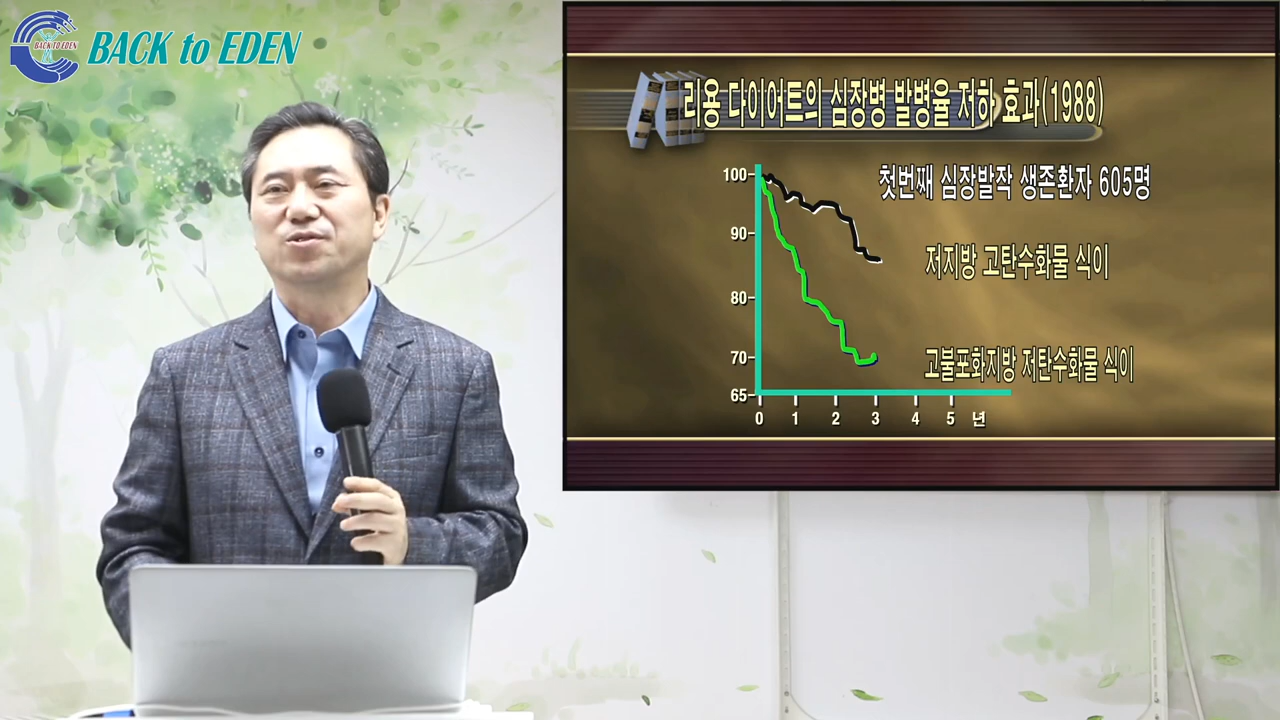 BACK TO EDEN
BACK to EDEN
리용 다이어트의 심장병 발병율 저하 효과(1988)
첫번째 심장발작 생존환자 605명
100
90
저지방 고탄수화물 식이
80
70
고불포화지방 저탄수화물 식이
65
0 1 2 3 4 5 년